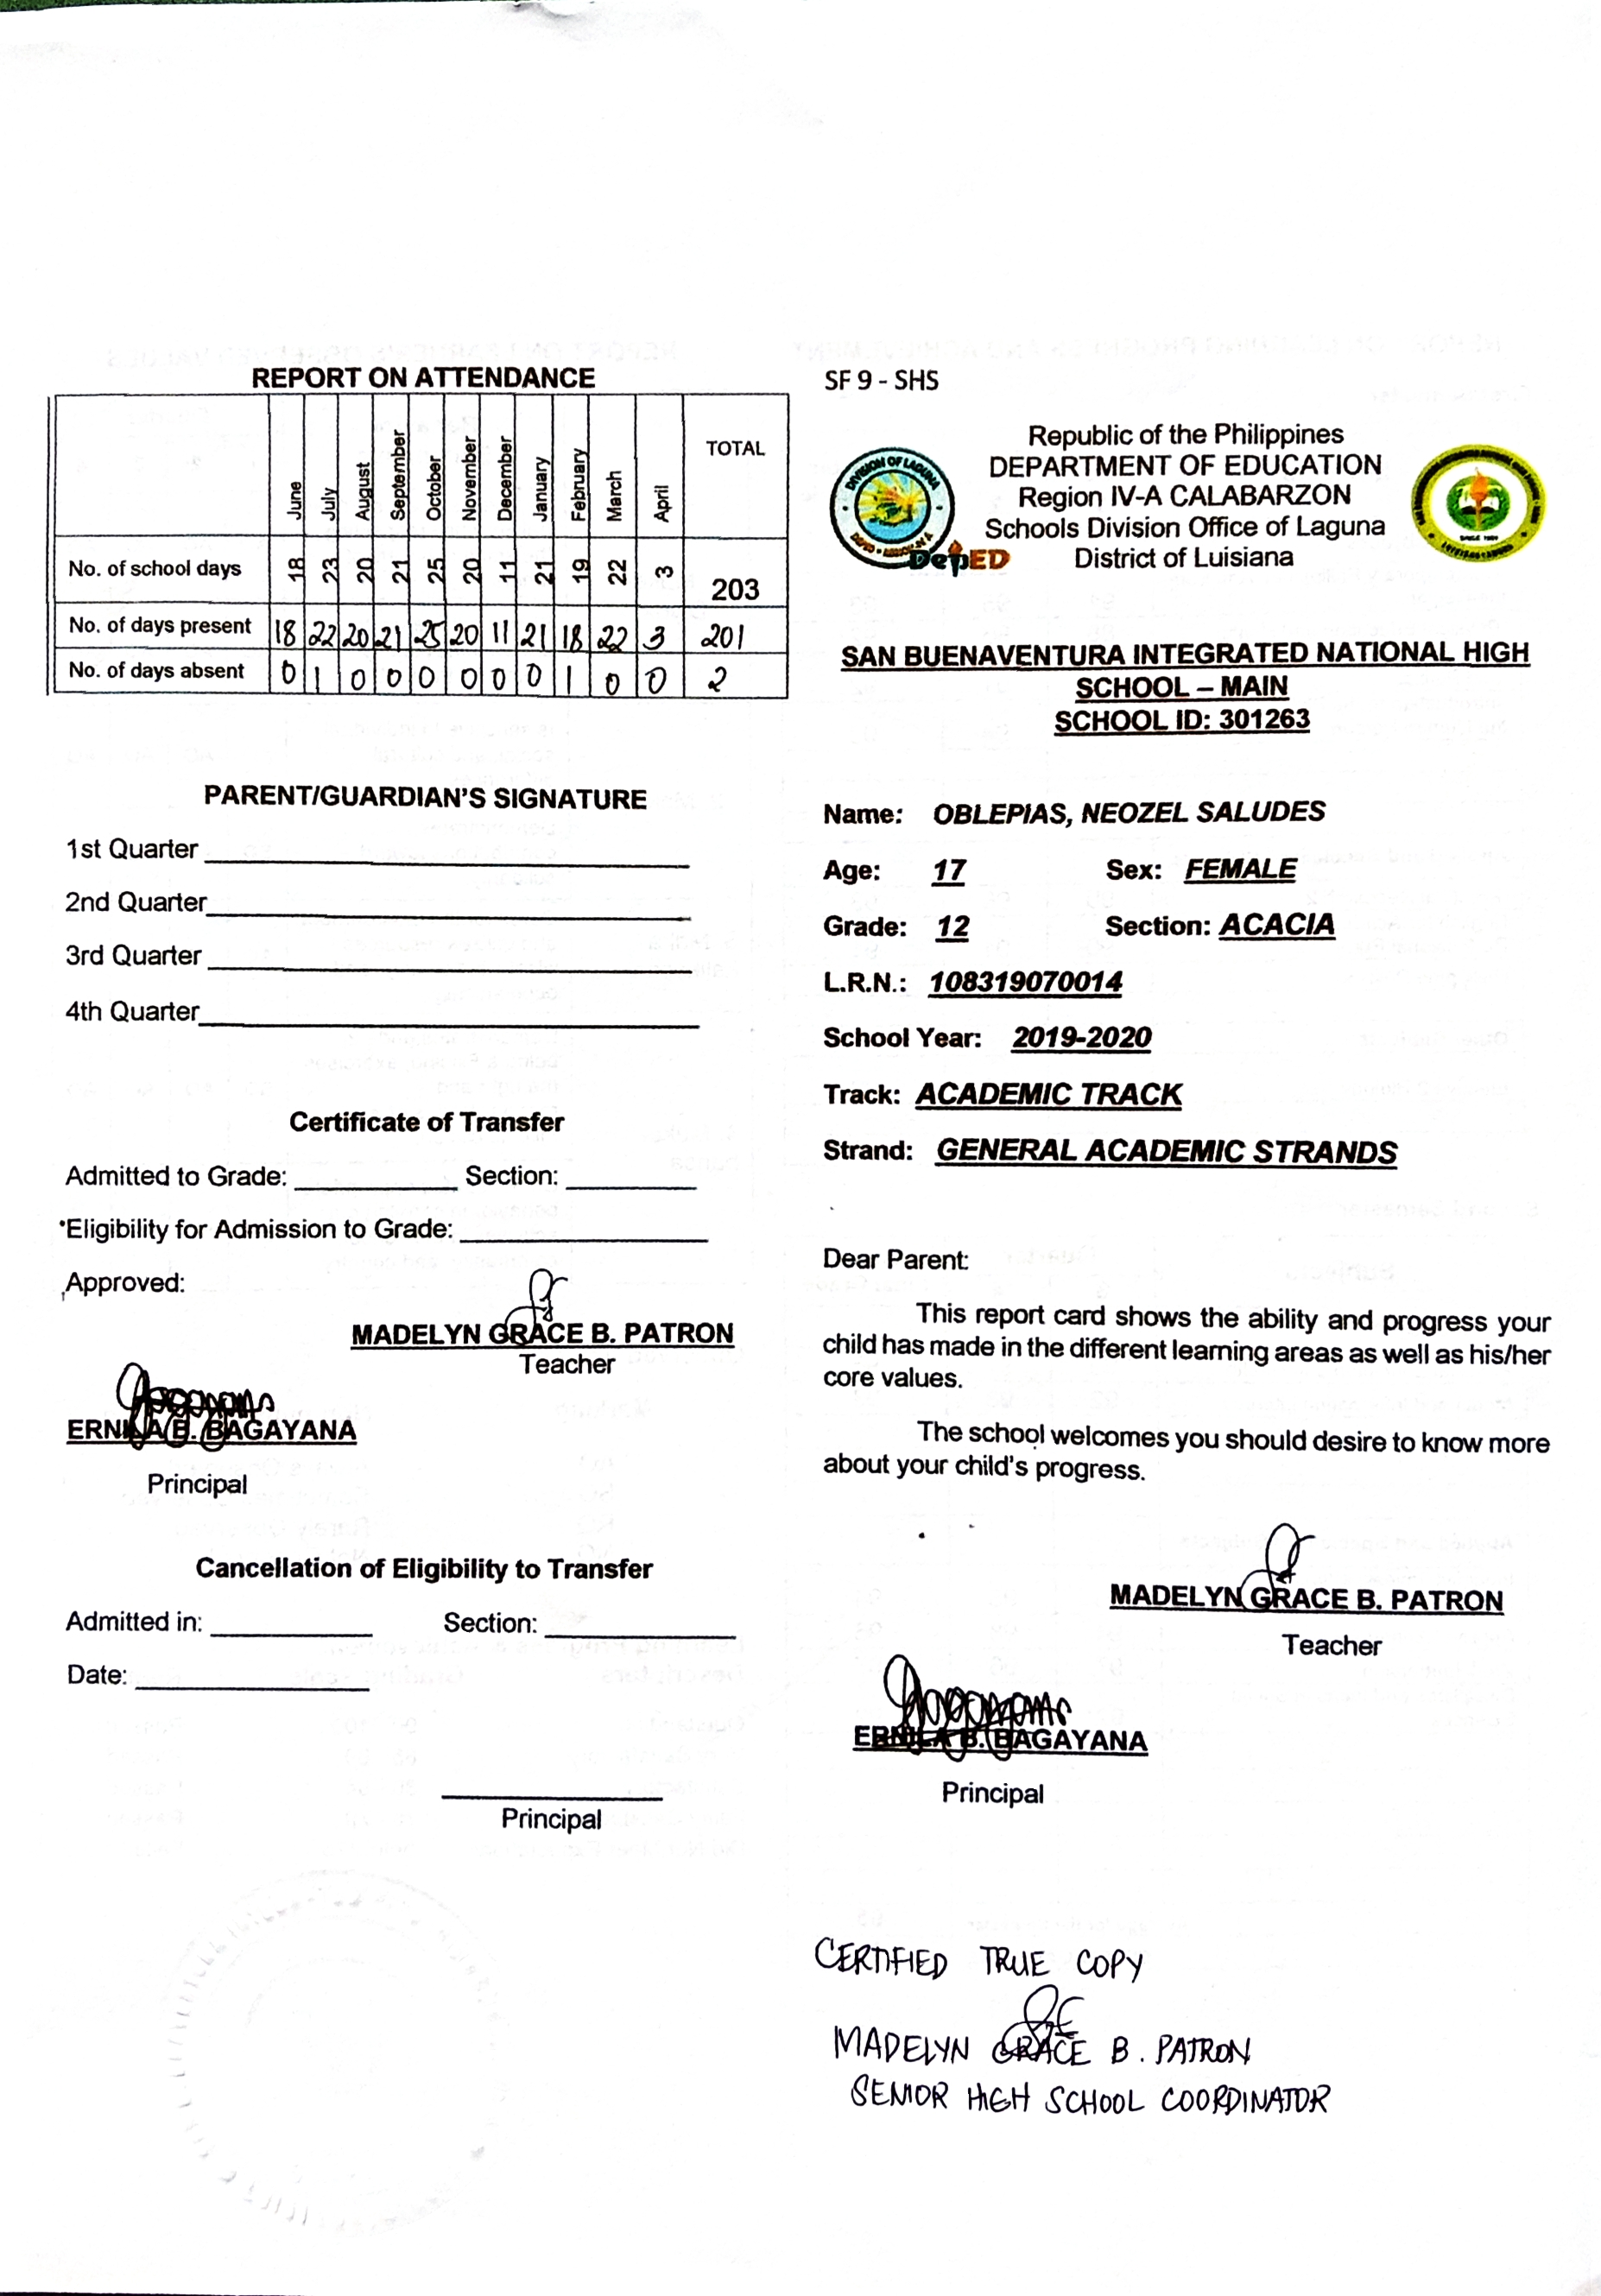 REPORT ON ATTENDANCE
June July August September October November December January February March April TOTAL
No. of school days 18 23 20 21 25 20 11 21 19 22 3 203
No. of days present 18 22 20 21 25 20 11 21 18 22 3 201
No. of days absent 0 1 0 0 0 0 0 0 1 0 0 2
PARENT/GUARDIAN'S SIGNATURE
1st Quarter
2nd Quarter
3rd Quarter
4th Quarter
Certificate of Transfer
Admitted to Grade: Section:
Eligibility for Admission to Grade:
Approved:
MADELYN GRACE B. PATRON
Teacher
ERNILA B. BAGAYANA
Principal
Cancellation of Eligibility to Transfer
Admitted in: Section:
Date:
Principal
SF 9 - SHS
Republic of the Philippines
DEPARTMENT OF EDUCATION
Region IV-A CALABARZON
Schools Division Office of Laguna
District of Luisiana
DIVISION OF LAGUNA
DepED
SAN BUENAVENTURA INTEGRATED NATIONAL HIGH
SCHOOL – MAIN
SCHOOL ID: 301263
Name: OBLEPIAS, NEOZEL SALUDES
Age: 17 Sex: FEMALE
Grade: 12 Section: ACACIA
L.R.N.: 108319070014
School Year: 2019-2020
Track: ACADEMIC TRACK
Strand: GENERAL ACADEMIC STRANDS
Dear Parent:
This report card shows the ability and progress your
child has made in the different learning areas as well as his/her
core values.
The school welcomes you should desire to know more
about your child's progress.
MADELYN GRACE B. PATRON
Teacher
ERNILA B. BAGAYANA
Principal
CERTIFIED TRUE COPY
MADELYN GRACE B. PATRON
SENIOR HIGH SCHOOL COORDINATOR